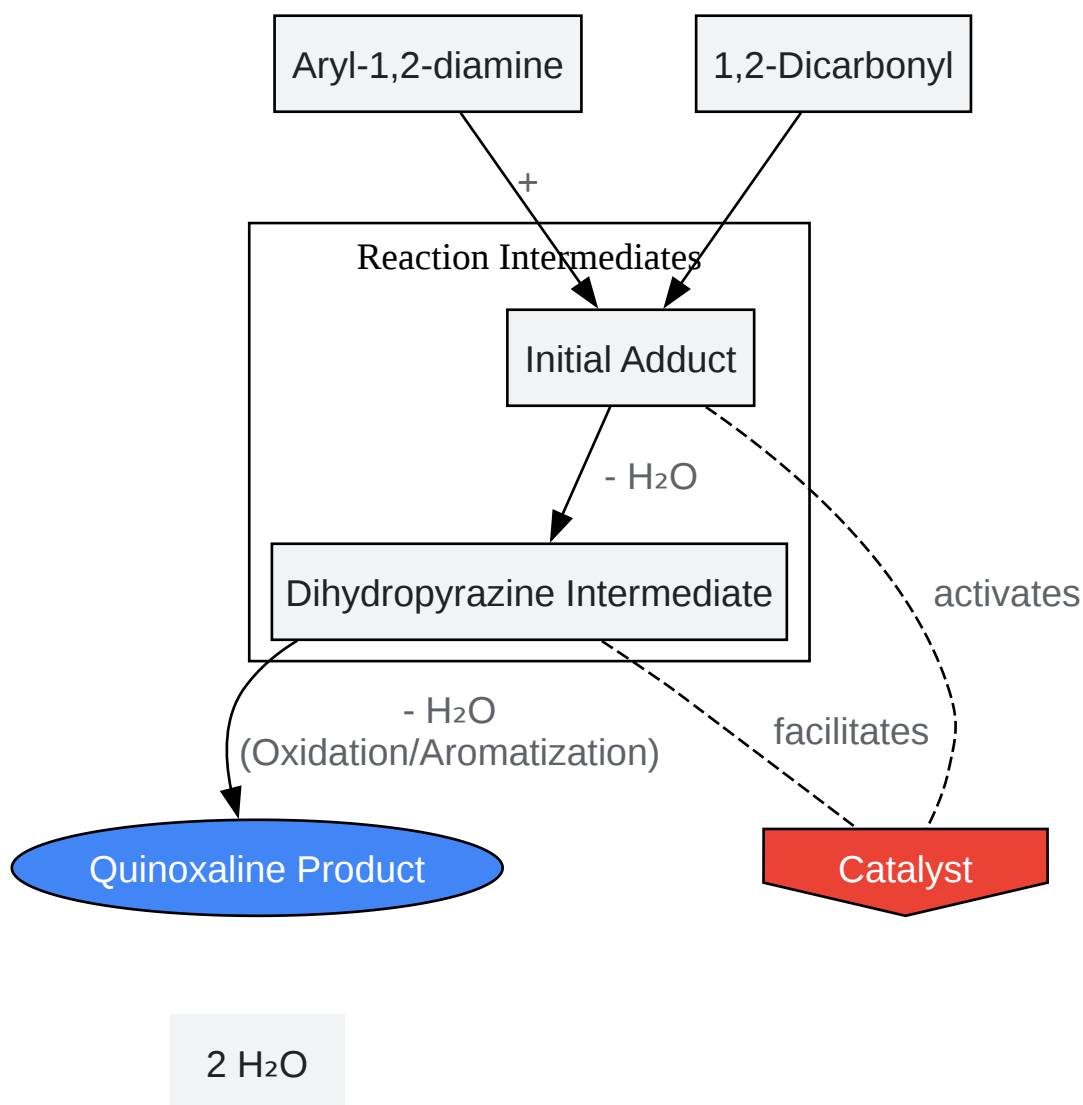 Aryl-1,2-diamine
1,2-Dicarbonyl
+
Reaction Intermediates
Initial Adduct
- H₂O
Dihydropyrazine Intermediate
activates
- H₂O
(Oxidation/Aromatization)
facilitates
Quinoxaline Product
Catalyst
2 H₂O